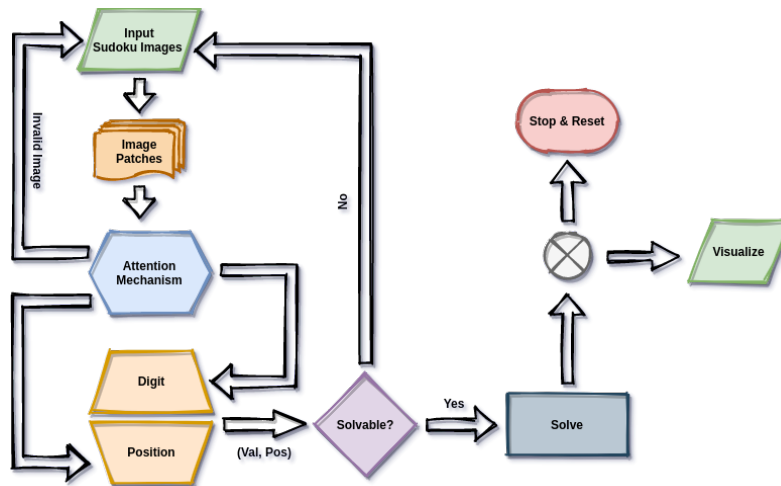 Input
Sudoku Images
Invalid Image
Image
Patches
No
Stop & Reset
Attention
Mechanism
Visualize
Digit
Position
(Val, Pos)
Solvable?
Yes
Solve